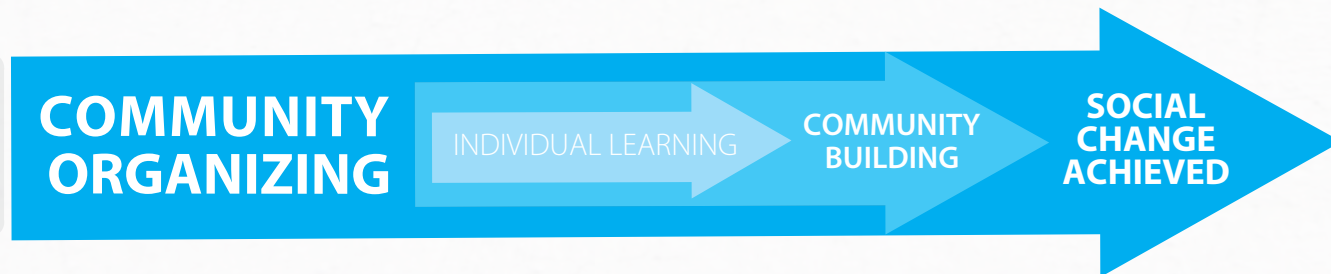 COMMUNITY
ORGANIZING
INDIVIDUAL LEARNING
COMMUNITY
BUILDING
SOCIAL
CHANGE
ACHIEVED